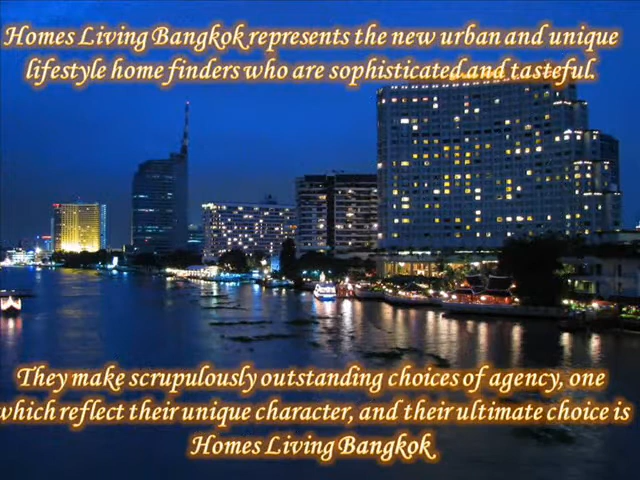 Homes Living Bangkok represents the new urban and unique
lifestyle home finders who are sophisticated and tasteful.
They make scrupulously outstanding choices of agency, one
which reflect their unique character, and their ultimate choice is
Homes Living Bangkok.